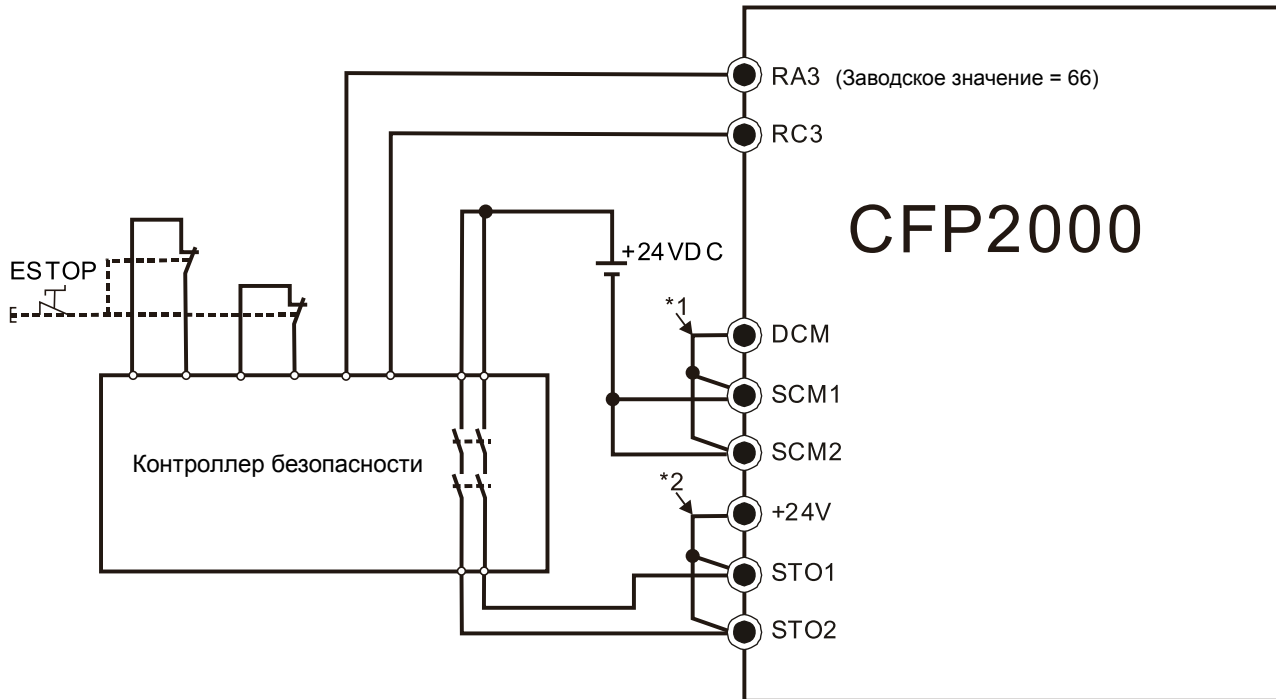 RA3 (Заводское значение = 66)
RC3
CFP2000
+24VDC
ESTOP
*1
DCM
SCM1
SCM2
Контроллер безопасности
*2
+24V
STO1
STO2